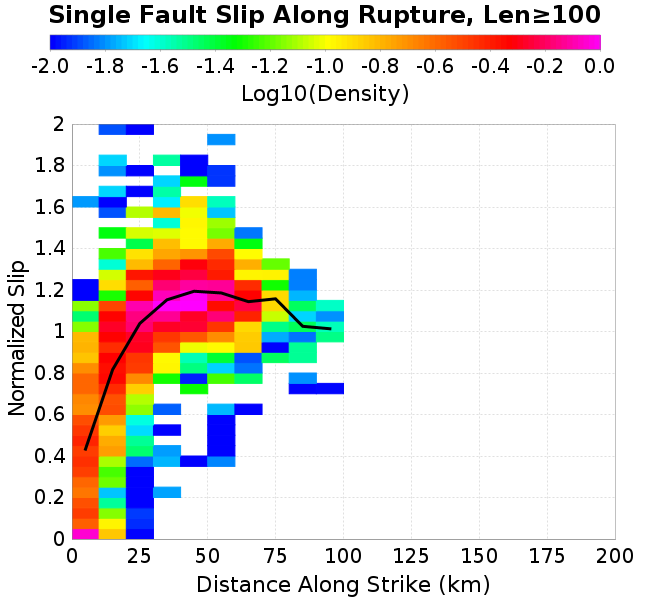 Single Fault Slip Along Rupture, Len≥100
-2.0 -1.8 -1.6 -1.4 -1.2 -1.0 -0.8 -0.6 -0.4 -0.2 0.0
Log10(Density)
Normalized Slip
2
1.8
1.6
1.4
1.2
1
0.8
0.6
0.4
0.2
0
0 25 50 75 100 125 150 175 200
Distance Along Strike (km)